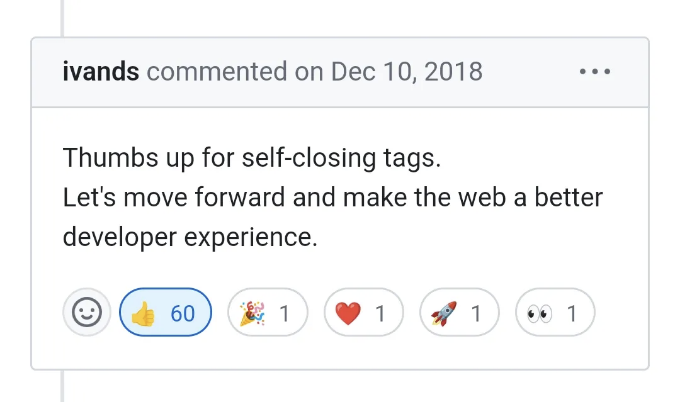 ivands commented on Dec 10, 2018
Thumbs up for self-closing tags.
Let's move forward and make the web a better
developer experience.
👍 60 🎉 1 ❤️ 1 🚀 1 👀 1